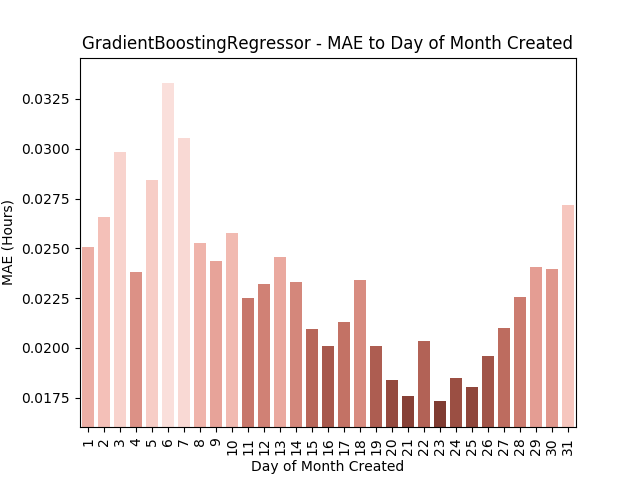 GradientBoostingRegressor - MAE to Day of Month Created
MAE (Hours)
0.0325
0.0300
0.0275
0.0250
0.0225
0.0200
0.0175
1 2 3 4 5 6 7 8 9 10 11 12 13 14 15 16 17 18 19 20 21 22 23 24 25 26 27 28 29 30 31
Day of Month Created